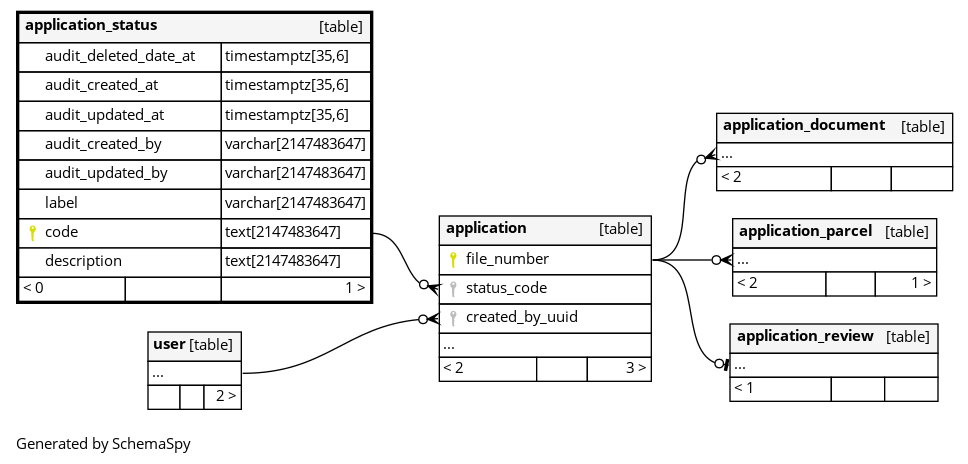 application_status [table]
audit_deleted_date_at timestamptz[35,6]
audit_created_at timestamptz[35,6]
audit_updated_at timestamptz[35,6]
audit_created_by varchar[2147483647]
audit_updated_by varchar[2147483647]
label varchar[2147483647]
code text[2147483647]
description text[2147483647]
< 0 1 >
user [table]
...
2 >
application [table]
file_number
status_code
created_by_uuid
...
< 2 3 >
application_document [table]
...
< 2
application_parcel [table]
...
< 2 1 >
application_review [table]
...
< 1
Generated by SchemaSpy